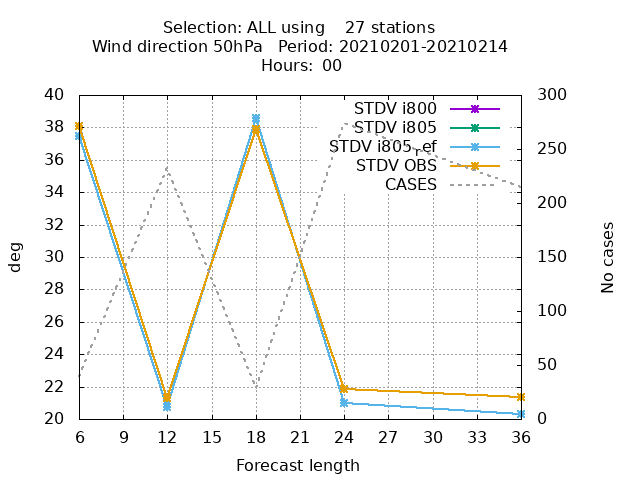 Selection: ALL using    27 stations
Wind direction 50hPa   Period: 20210201-20210214
Hours: 00
40
38
36
34
32
30
28
26
24
22
20
300
250
200
150
100
50
0
STDV i800
STDV i805
STDV i805ref
STDV OBS
CASES
deg
No cases
6 9 12 15 18 21 24 27 30 33 36
Forecast length